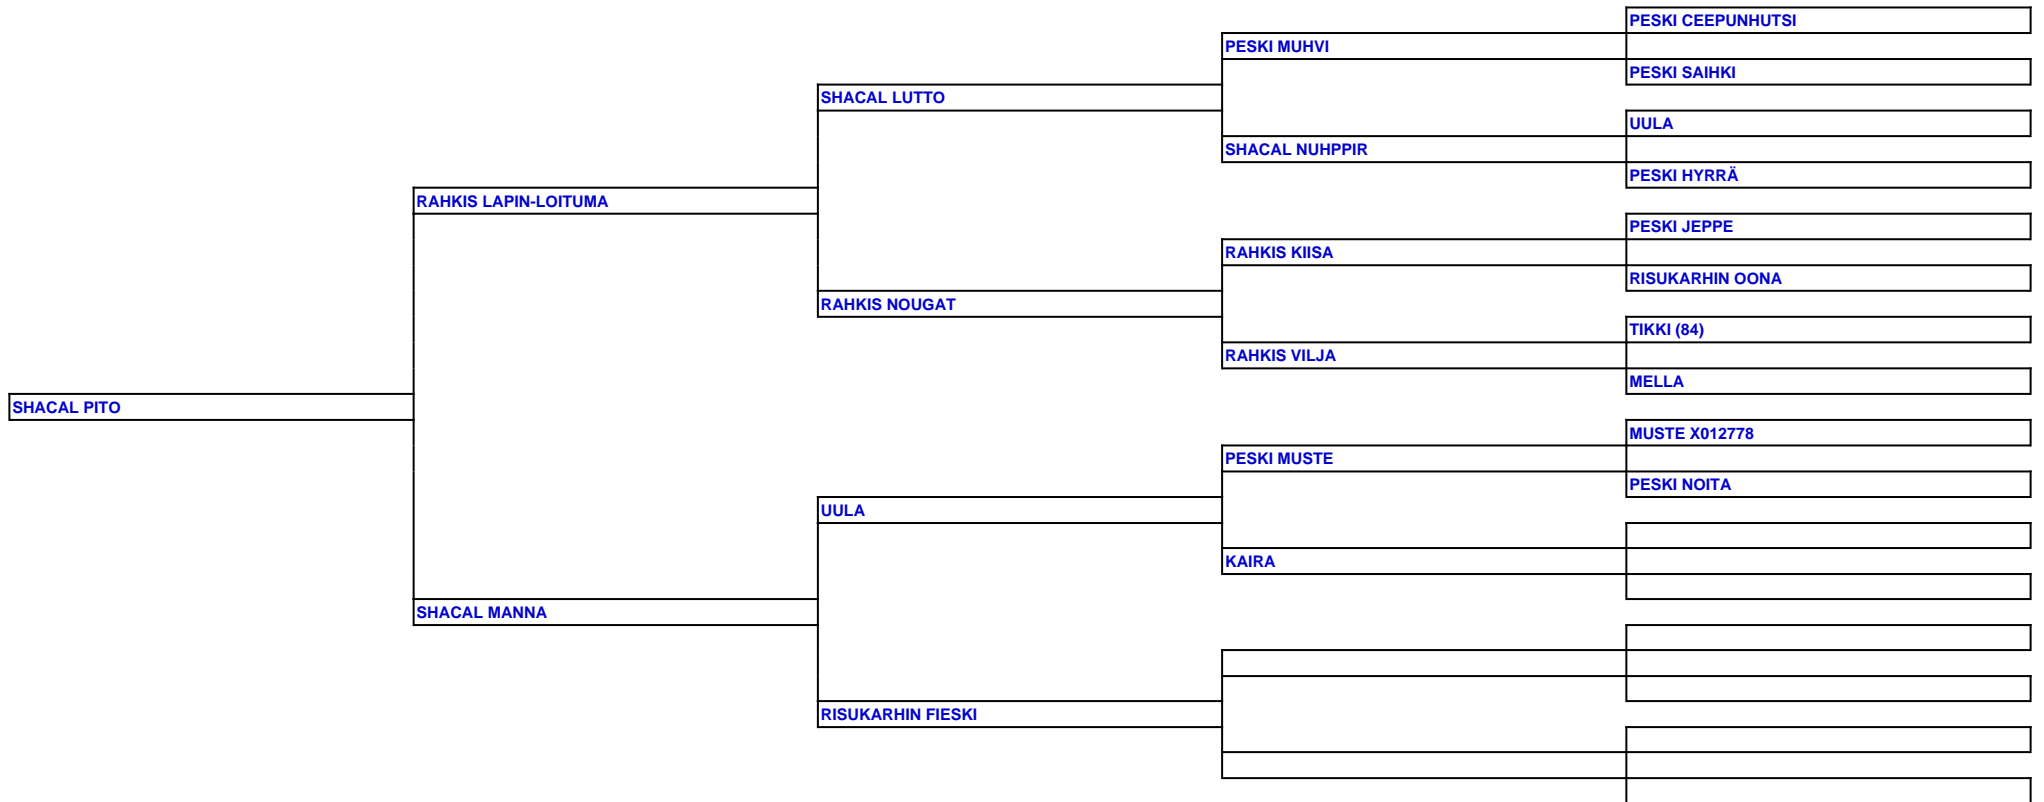 PESKI CEEPUNHUTSI
PESKI MUHVI
PESKI SAIHKI
SHACAL LUTTO
UULA
SHACAL NUHPPIR
PESKI HYRRÄ
RAHKIS LAPIN-LOITUMA
PESKI JEPPE
RAHKIS KIISA
RISUKARHIN OONA
RAHKIS NOUGAT
TIKKI (84)
RAHKIS VILJA
MELLA
SHACAL PITO
MUSTE X012778
PESKI MUSTE
PESKI NOITA
UULA
KAIRA
SHACAL MANNA
RISUKARHIN FIESKI